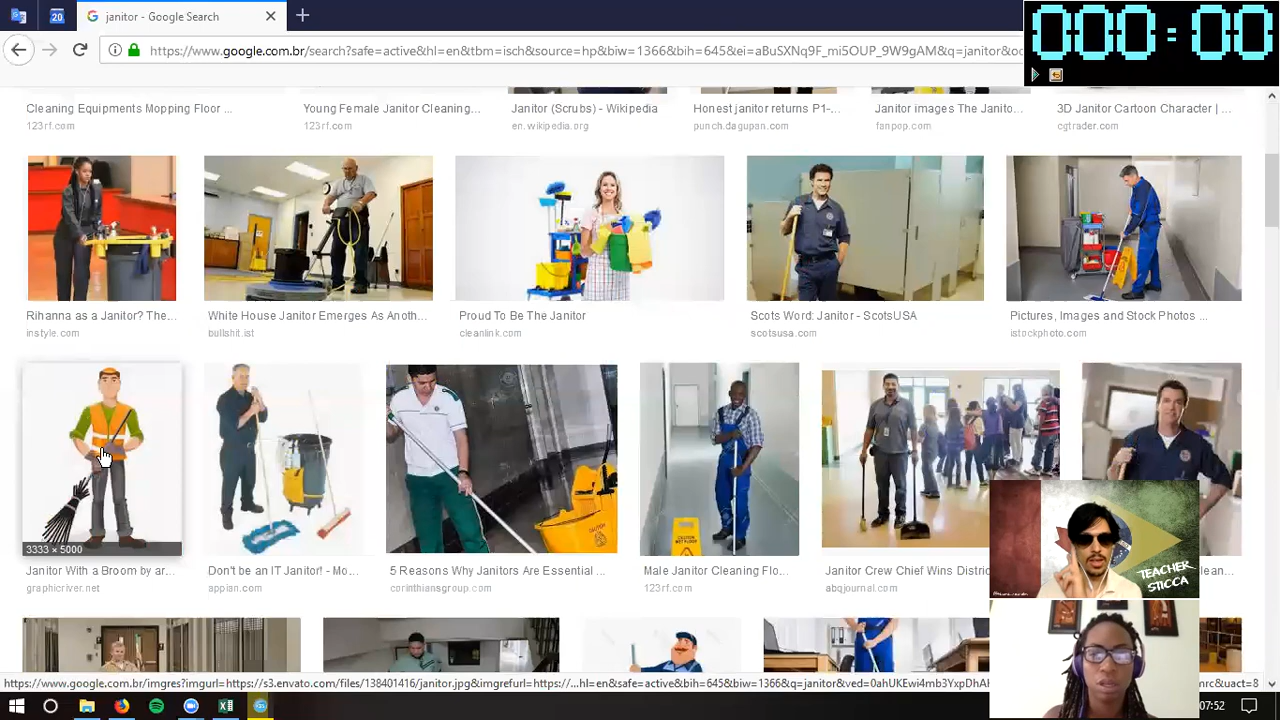 20
janitor - Google Search
000:00
https://www.google.com.br/search?safe=active&hl=en&tbm=isch&source=hp&biw=1366&bih=645&ei=aBuSXNq9F_mi5OUP_9W9gAM&q=janitor&oq
Cleaning Equipments Mopping Floor ...
Young Female Janitor Cleaning...
Janitor (Scrubs) - Wikipedia
Honest janitor returns P1-...
Janitor images The Janito...
3D Janitor Cartoon Character | ...
123rf.com
123rf.com
en.wikipedia.org
punch.dagupan.com
fanpop.com
cgtrader.com
Rihanna as a Janitor? The...
White House Janitor Emerges As Anoth...
Proud To Be The Janitor
Scots Word: Janitor - ScotsUSA
Pictures, Images and Stock Photos ...
instyle.com
bullshit.ist
cleanlink.com
scotsusa.com
istockphoto.com
3333 × 5000
Janitor With a Broom by ar...
Don't be an IT Janitor! - Mo...
5 Reasons Why Janitors Are Essential ...
Male Janitor Cleaning Flo...
Janitor Crew Chief Wins Distric
lean...
graphicriver.net
appian.com
corinthiansgroup.com
123rf.com
abqjournal.com
TEACHER
STICCA
https://www.google.com.br/imgres?imgurl=https://s3.envato.com/files/138401416/janitor.jpg&imgrefurl=https://...hl=en&safe=active&biw=1366&bih=645&q=janitor&ved=0ahUKEwi4mb3YxpDhAH
mrc&uact=8
07:52